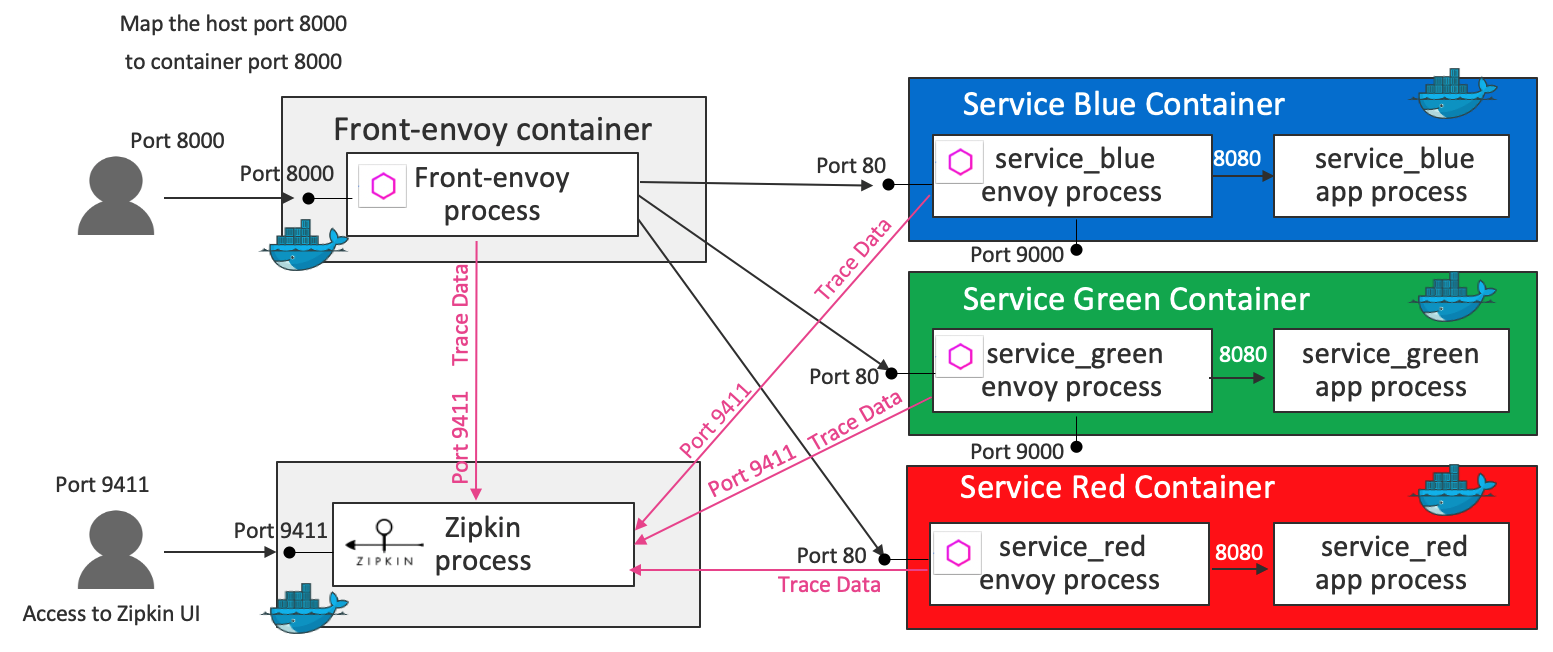 Map the host port 8000
to container port 8000
Port 8000
Port 8000
Front-envoy container
Front-envoy
process
Trace Data
Port 9411
Port 80
Service Blue Container
service_blue
envoy process
8080
service_blue
app process
Port 9000
Trace Data
Port 9411
Port 80
Service Green Container
service_green
envoy process
8080
service_green
app process
Port 9000
Trace Data
Port 9411
Port 80
Service Red Container
service_red
envoy process
8080
service_red
app process
Trace Data
Port 9411
Port 9411
ZIPKIN
Zipkin
process
Access to Zipkin UI